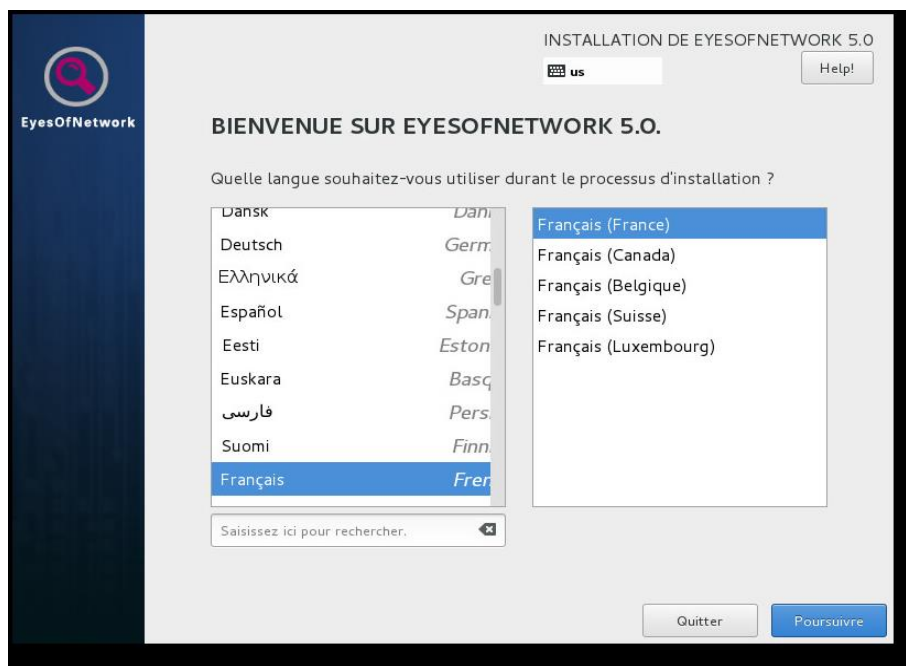 INSTALLATION DE EYESOFNETWORK 5.0
us
Help!
EyesOfNetwork
BIENVENUE SUR EYESOFNETWORK 5.0.
Quelle langue souhaitez-vous utiliser durant le processus d'installation ?
Dansk Dani
Deutsch Germ
Ελληνικά Gre
Español Span
Eesti Eston
Euskara Basq
فارسی Pers
Suomi Finn
Français Fren
Français (France)
Français (Canada)
Français (Belgique)
Français (Suisse)
Français (Luxembourg)
Saisissez ici pour rechercher.
Quitter
Poursuivre